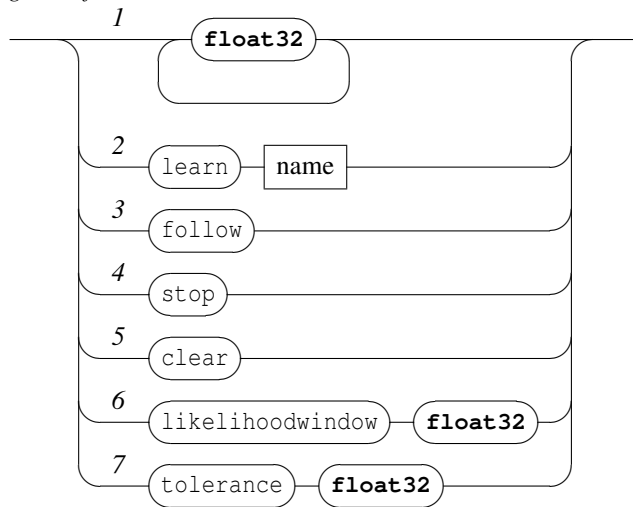 1 float32
2 learn name
3 follow
4 stop
5 clear
6 likelihoodwindow float32
7 tolerance float32